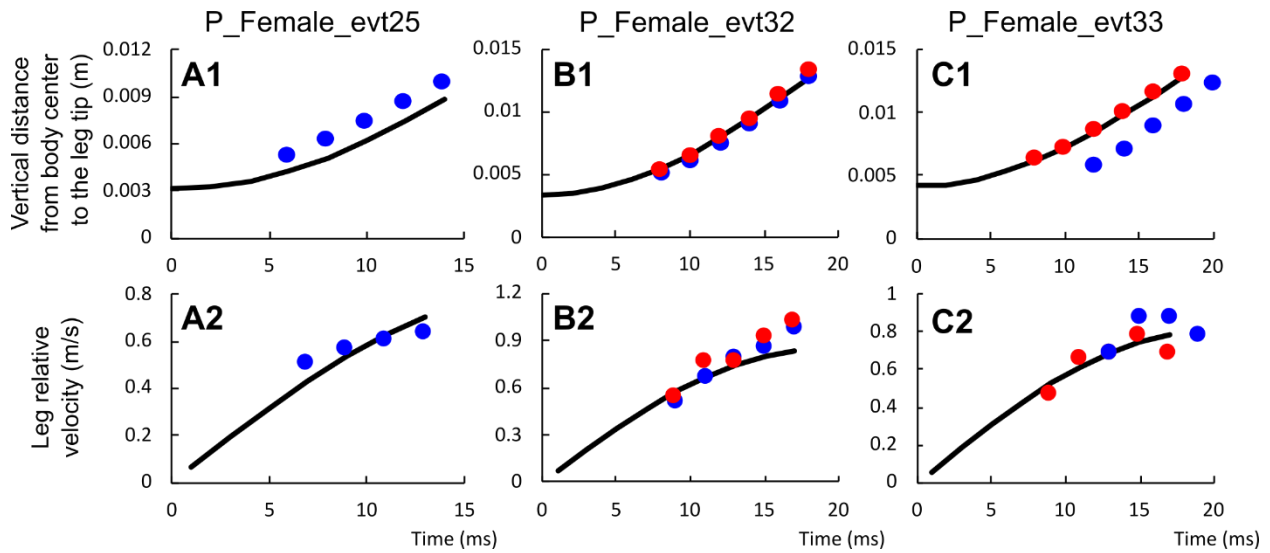 P_Female_evt25
P_Female_evt32
P_Female_evt33
Vertical distance
from body center
to the leg tip (m)
0.012
0.009
0.006
0.003
0
A1
0 5 10 15
0.015
0.010
0.005
0
B1
0 5 10 15 20
0.015
0.010
0.005
0
C1
0 5 10 15 20
Leg relative
velocity (m/s)
0.8
0.6
0.4
0.2
0
A2
0 5 10 15
Time (ms)
1.2
0.9
0.6
0.3
0
B2
0 5 10 15 20
Time (ms)
1
0.8
0.6
0.4
0.2
0
C2
0 5 10 15 20
Time (ms)